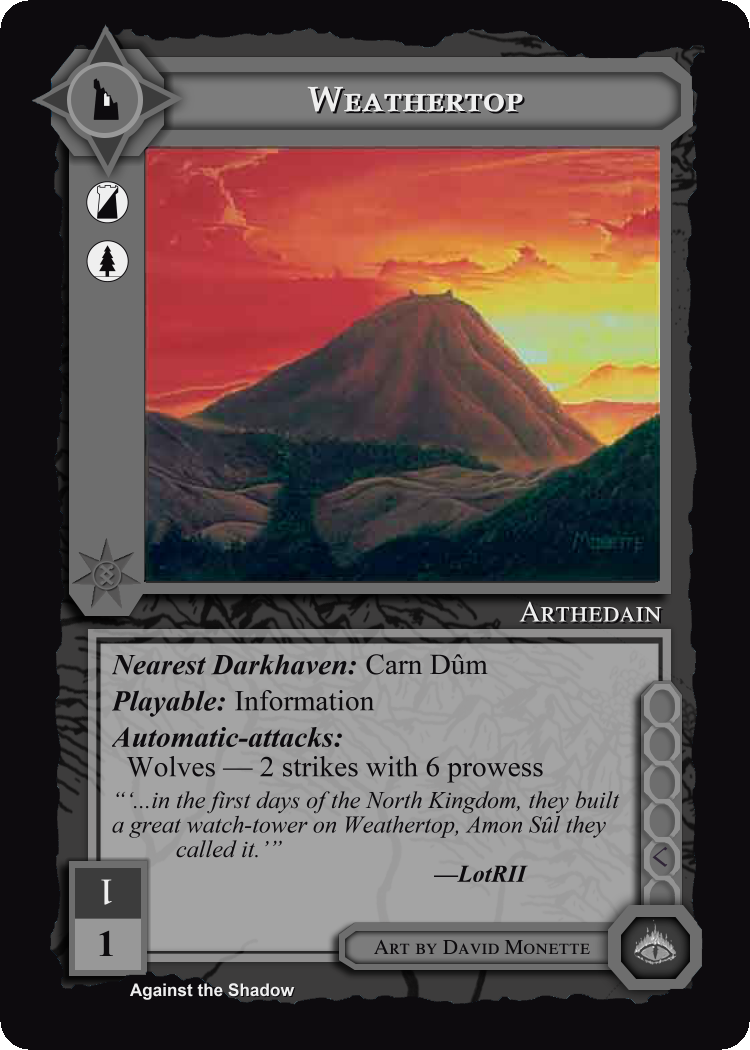 WEATHERTOP
MONETTE
ARTHEDAIN
Nearest Darkhaven: Carn Dûm
Playable: Information
Automatic-attacks:
Wolves — 2 strikes with 6 prowess
“‘...in the first days of the North Kingdom, they built
a great watch-tower on Weathertop, Amon Sûl they
called it.’”
—LotRII
1
1
ART BY DAVID MONETTE
Against the Shadow